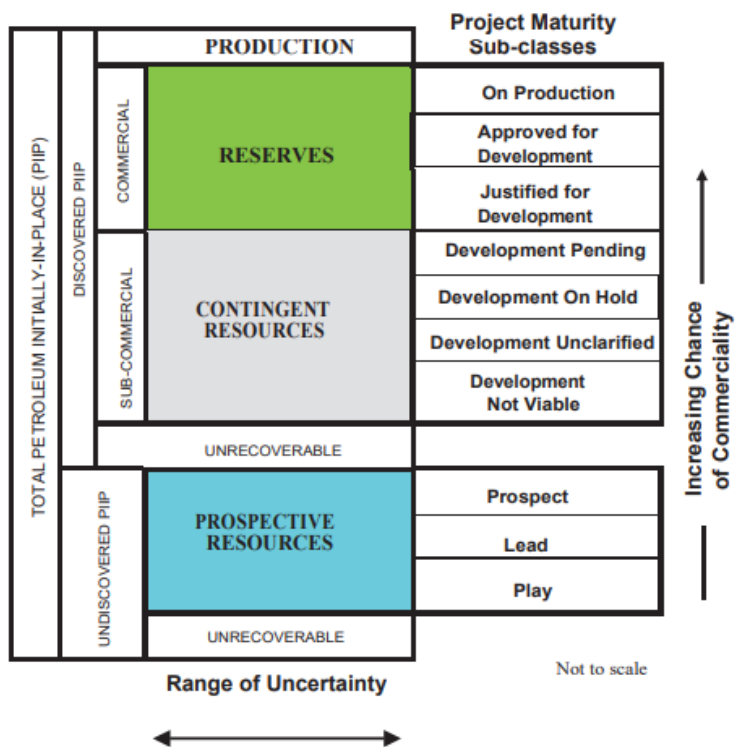 Project Maturity
Sub-classes
PRODUCTION
TOTAL PETROLEUM INITIALLY-IN-PLACE (PIIP)
DISCOVERED PIIP
COMMERCIAL
RESERVES
On Production
Approved for
Development
Justified for
Development
SUB-COMMERCIAL
CONTINGENT
RESOURCES
Development Pending
Development On Hold
Development Unclarified
Development
Not Viable
UNRECOVERABLE
UNDISCOVERED PIIP
PROSPECTIVE
RESOURCES
Prospect
Lead
Play
UNRECOVERABLE
Increasing Chance
of Commerciality
Not to scale
Range of Uncertainty